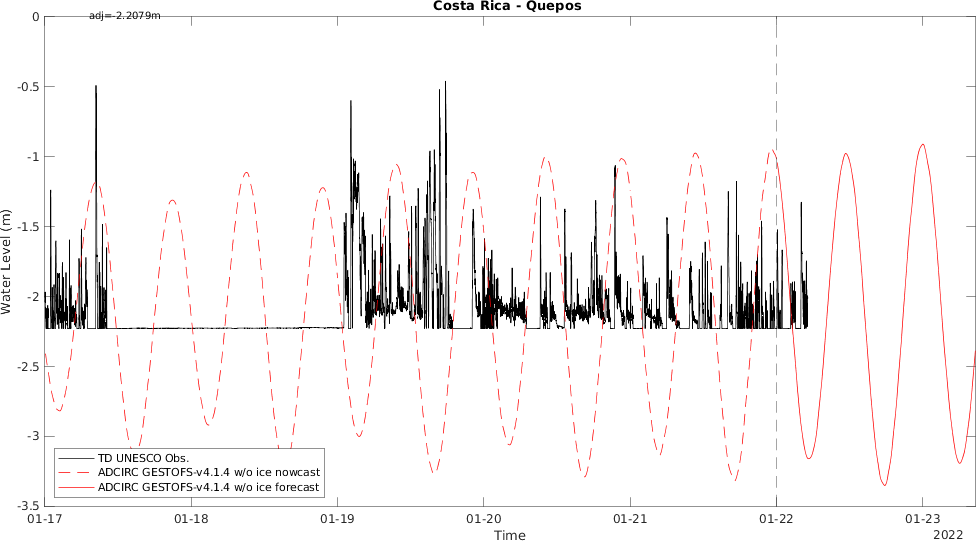 Costa Rica - Quepos
adj=-2.2079m
0
-0.5
-1
-1.5
-2
-2.5
-3
-3.5
Water Level (m)
TD UNESCO Obs.
ADCIRC GESTOFS-v4.1.4 w/o ice nowcast
ADCIRC GESTOFS-v4.1.4 w/o ice forecast
01-17 01-18 01-19 01-20 01-21 01-22 01-23
Time
2022